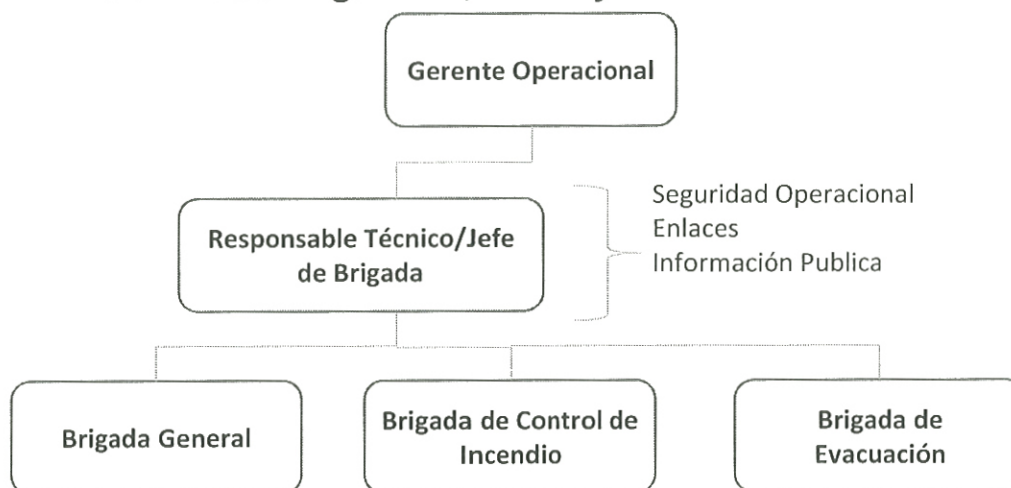 Gerente Operacional
Responsable Técnico/Jefe
de Brigada
Seguridad Operacional
Enlaces
Información Publica
Brigada General
Brigada de Control de
Incendio
Brigada de
Evacuación